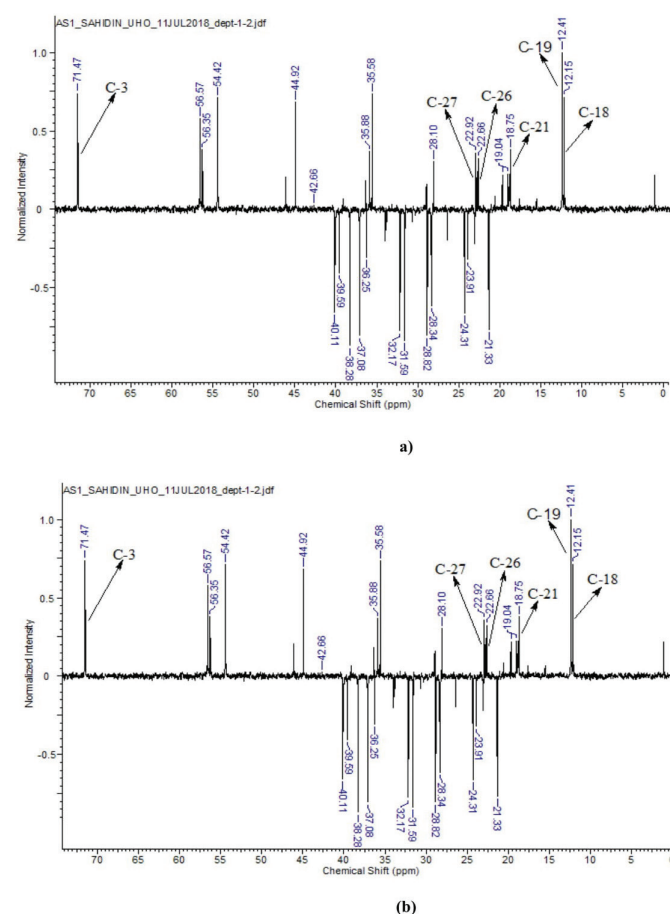 AS1_SAHIDIN_UHO_11JUL2018_dept-1-2.jdf
C-19
12.41
12.15
1.0
71.47
C-3
56.57
56.35
54.42
44.92
42.66
35.88
35.58
28.10
C-27
22.92
22.66
C-26
19.04
18.75
C-21
C-18
Normalized Intensity
0.5
0
-0.5
40.11
39.59
38.28
37.08
36.25
32.17
31.59
28.82
28.34
24.31
23.91
21.33
70 65 60 55 50 45 40 35 30 25 20 15 10 5 0
Chemical Shift (ppm)
a)
AS1_SAHIDIN_UHO_11JUL2018_dept-1-2.jdf
C-19
12.41
12.15
1.0
71.47
C-3
56.57
56.35
54.42
44.92
42.66
35.88
35.58
28.10
C-27
22.92
22.66
C-26
19.04
18.75
C-21
C-18
Normalized Intensity
0.5
0
-0.5
40.11
39.59
38.28
37.08
36.25
32.17
31.59
28.82
28.34
24.31
23.91
21.33
70 65 60 55 50 45 40 35 30 25 20 15 10 5 0
Chemical Shift (ppm)
(b)